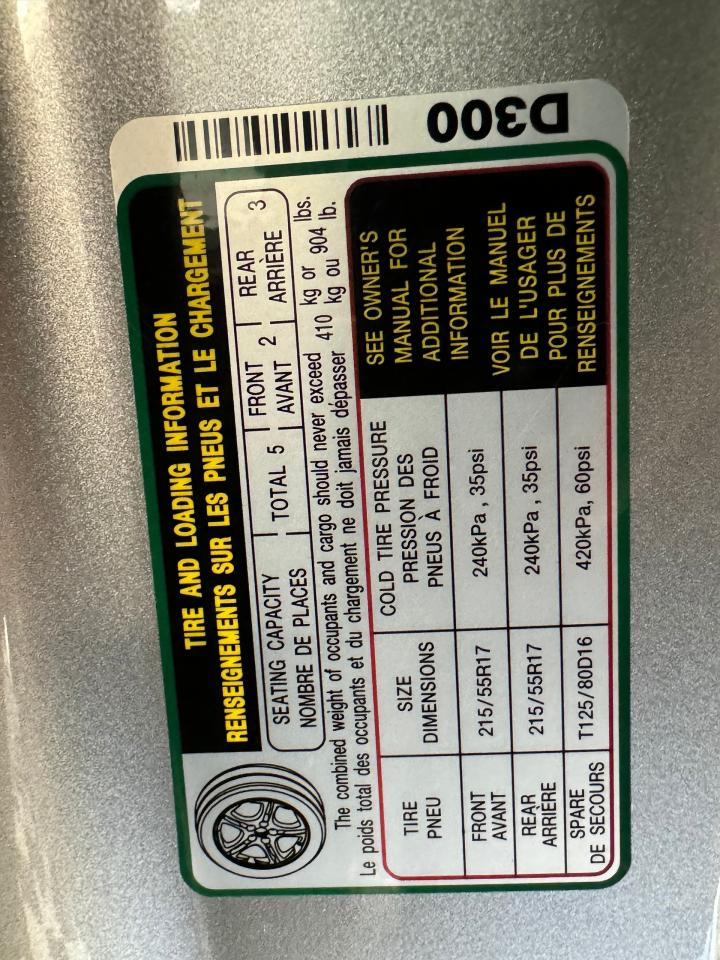 D300
TIRE AND LOADING INFORMATION
RENSEIGNEMENTS SUR LES PNEUS ET LE CHARGEMENT
SEATING CAPACITY
NOMBRE DE PLACES
TOTAL 5
FRONT
AVANT 2
REAR
ARRIÈRE 3
The combined weight of occupants and cargo should never exceed kg or lbs.
Le poids total des occupants et du chargement ne doit jamais dépasser 410 kg ou 904 lb.
TIRE
PNEU
SIZE
DIMENSIONS
COLD TIRE PRESSURE
PRESSION DES
PNEUS À FROID
FRONT
AVANT
215/55R17
240kPa , 35psi
REAR
ARRIÈRE
215/55R17
240kPa , 35psi
SPARE
DE SECOURS
T125/80D16
420kPa, 60psi
SEE OWNER'S
MANUAL FOR
ADDITIONAL
INFORMATION
VOIR LE MANUEL
DE L'USAGER
POUR PLUS DE
RENSEIGNEMENTS